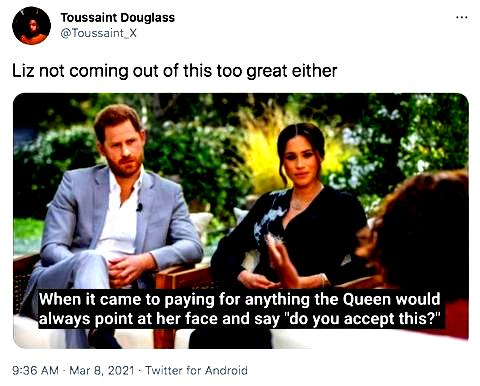 Toussaint Douglass
@Toussaint_X
Liz not coming out of this too great either
When it came to paying for anything the Queen would
always point at her face and say "do you accept this?"
9:36 AM · Mar 8, 2021 · Twitter for Android